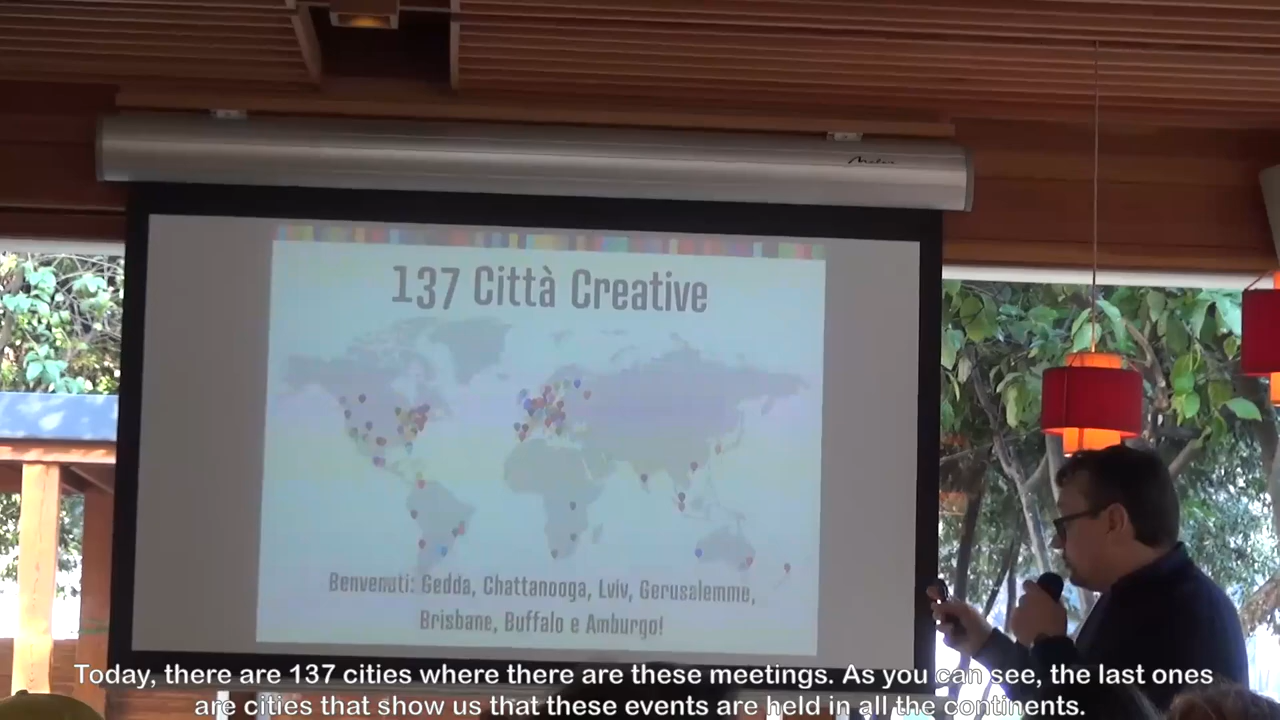 137 Città Creative
Benvenuti: Gedda, Chattanooga, Lviv, Gerusalemme,
Brisbane, Buffalo e Amburgo!
Today, there are 137 cities where there are these meetings. As you can see, the last ones
are cities that show us that these events are held in all the continents.